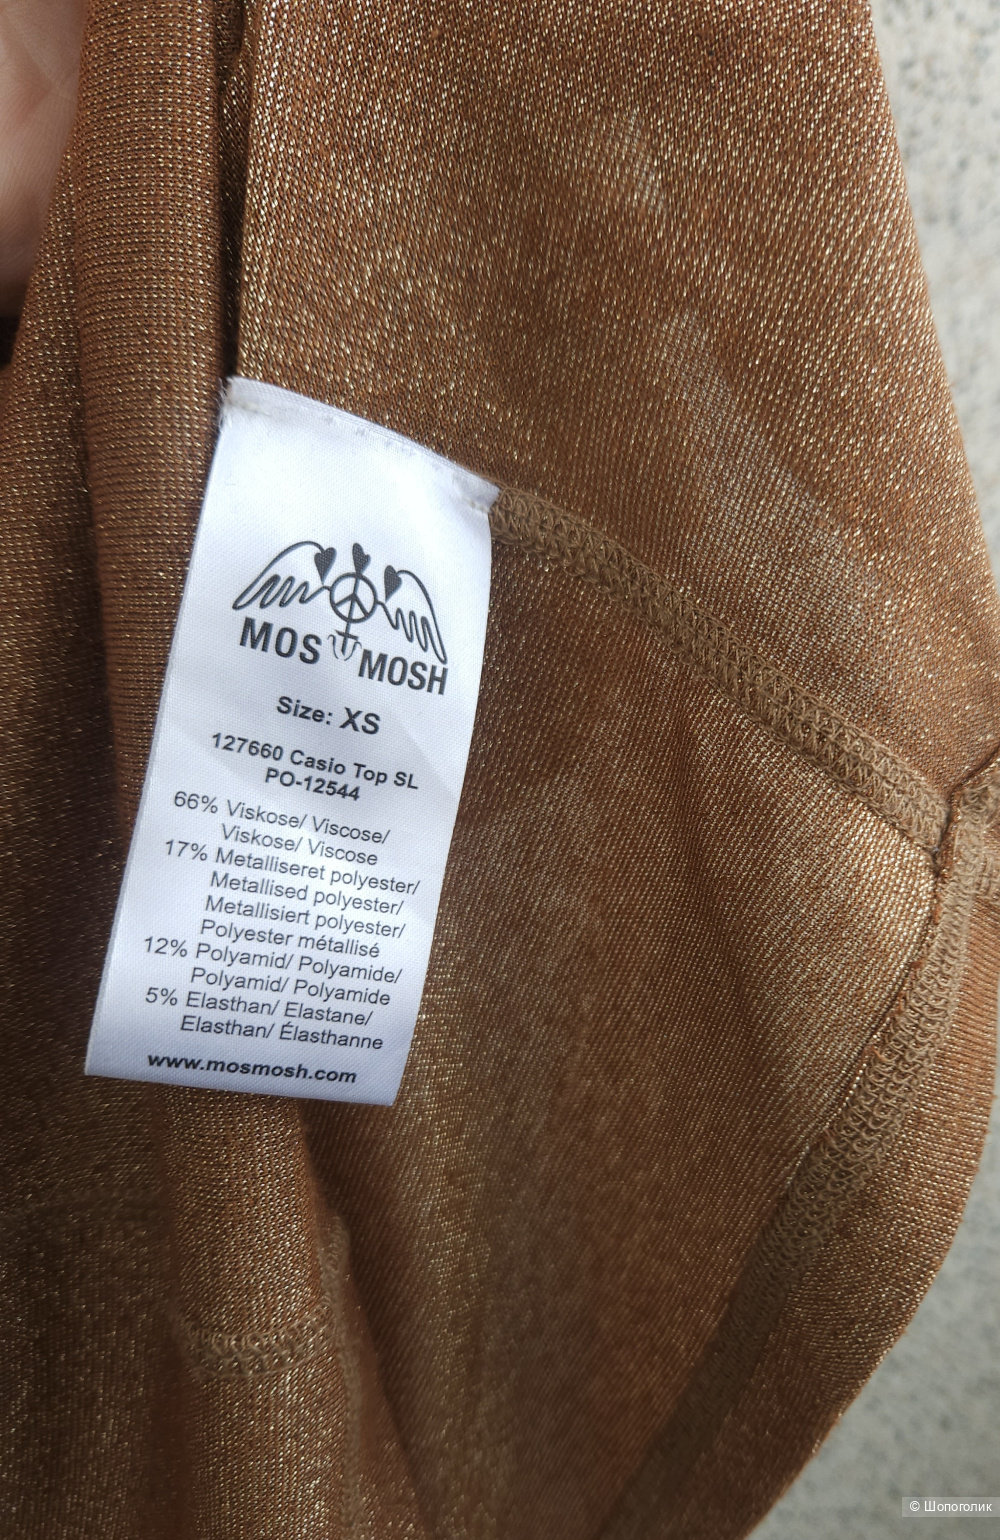 MOS MOSH
Size: XS
127660 Casio Top SL
PO-12544
66% Viskose/ Viscose/
Viskose/ Viscose
17% Metalliseret polyester/
Metallised polyester/
Metallisiert polyester/
Polyester métallisé
12% Polyamid/ Polyamide/
Polyamid/ Polyamide
5% Elasthan/ Elastane/
Elasthan/ Élasthanne
www.mosmosh.com
© Шопоголик